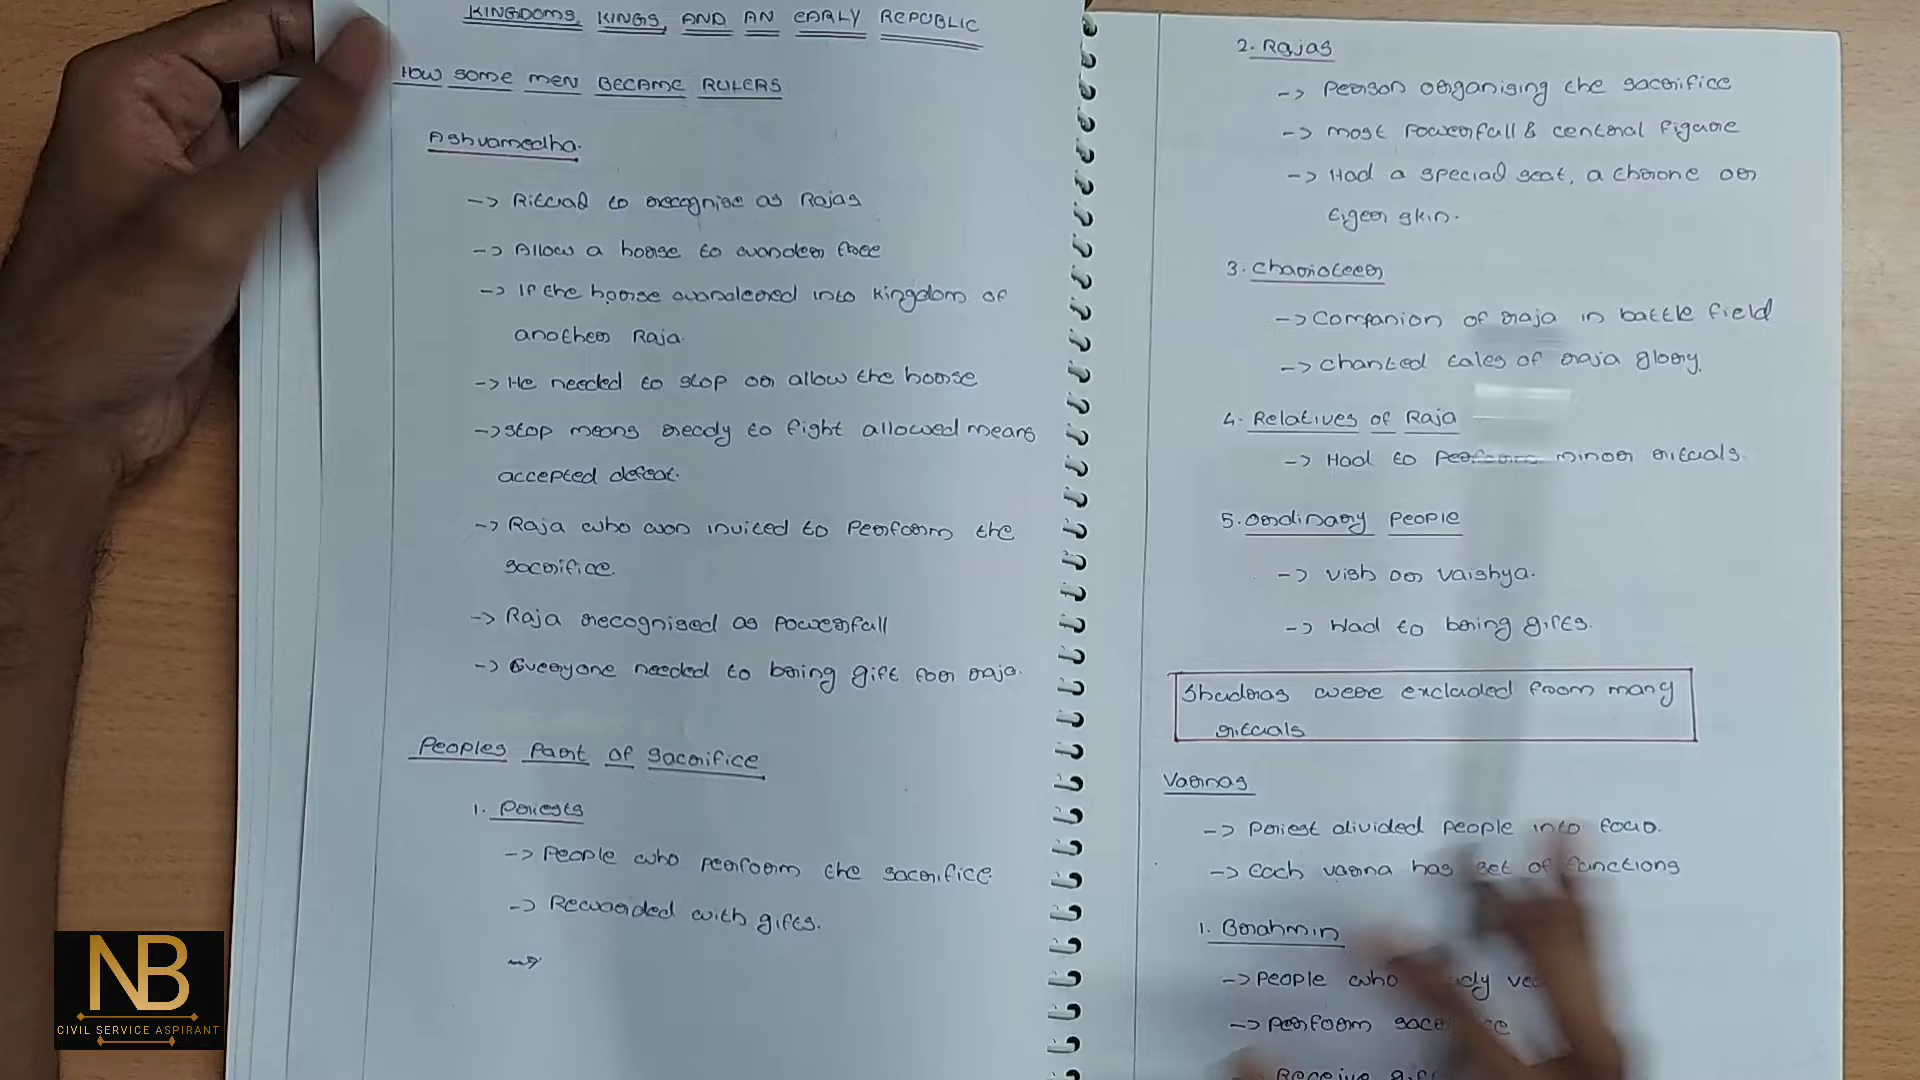 KINGDOMS, KINGS, AND AN EARLY REPUBLIC
HOW SOME MEN BECAME RULERS
Ashvamedha.
-> Ritual to recognise as Rajas
-> Allow a horse to wander free
-> If the horse wandered into kingdom of
another Raja.
-> He needed to stop or allow the horse
-> stop means ready to fight allowed means
accepted defeat.
-> Raja who won invited to perform the
sacrifice.
-> Raja recognised as powerfull
-> Everyone needed to bring gift for raja.
Peoples Part of Sacrifice
1. Priests
-> People who perform the sacrifice
-> Rewarded with gifts.
2. Rajas
-> Person organising the sacrifice
-> most powerfull & central figure
-> Had a special seat, a throne or
tiger skin.
3. Charioteer
-> Companion of raja in battle field
-> chanted tales of raja glory.
4. Relatives of Raja
-> Had to perform minor rituals.
5. Ordinary People
-> vish or vaishya.
-> Had to bring gifts.
Shudras were excluded from many
rituals
Varnas
-> Priest divided people into four.
-> Each varna has set of functions
1. Brahmin
-> People who
-> perform
Receive
NB
CIVIL SERVICE ASPIRANT